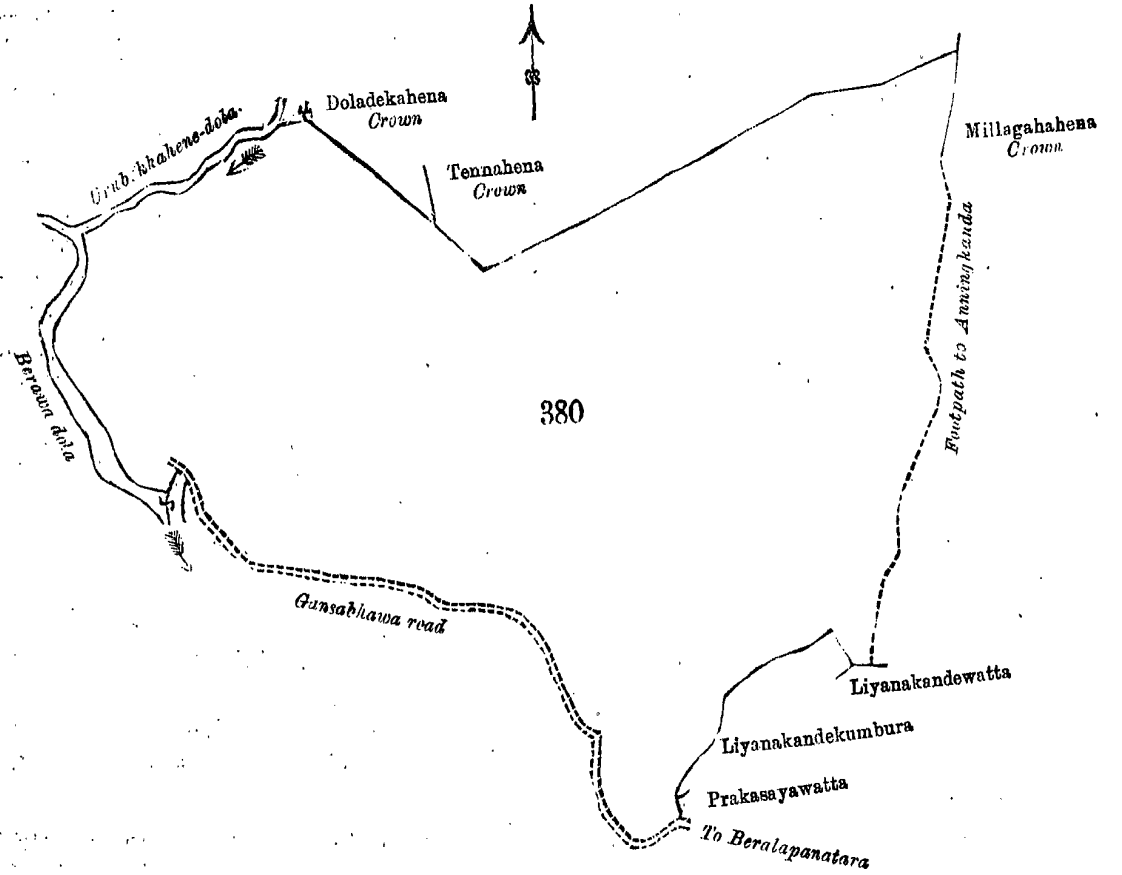 Doladekahena
Crown
Tennahena
Crown
Millagahahena
Crown
Footpath to Anningkanda
Berawa dola
380
Gansabhawa road
Liyanakandewatta
Liyanakandekumbura
Prakasayawatta
To Beralapanatara